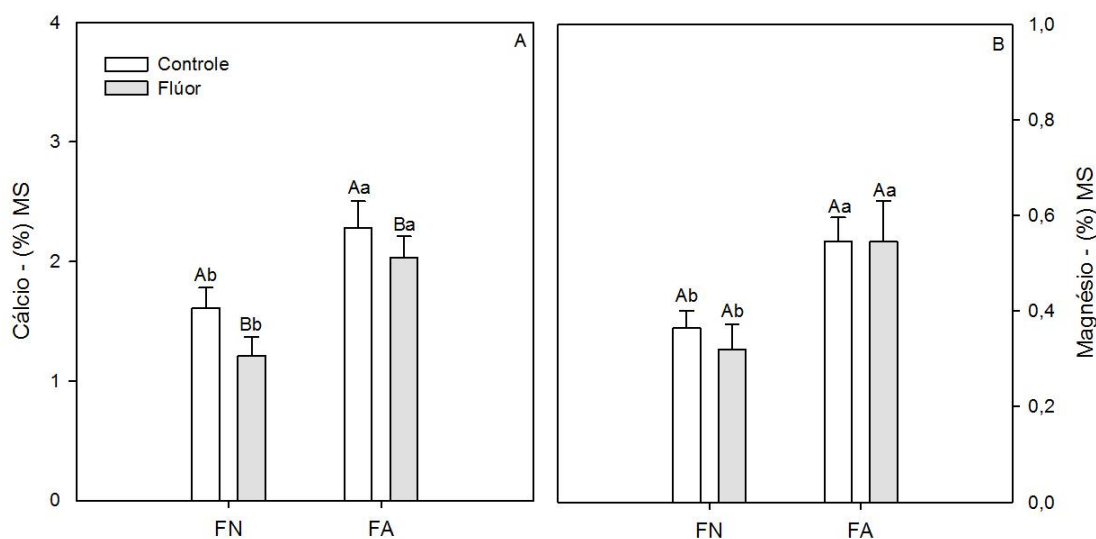 A
Controle
Flúor
Cálcio - (%) MS
4
3
2
1
0
Ab
Bb
Aa
Ba
FN
FA
B
Magnésio - (%) MS
1,0
0,8
0,6
0,4
0,2
0,0
Ab
Ab
Aa
Aa
FN
FA